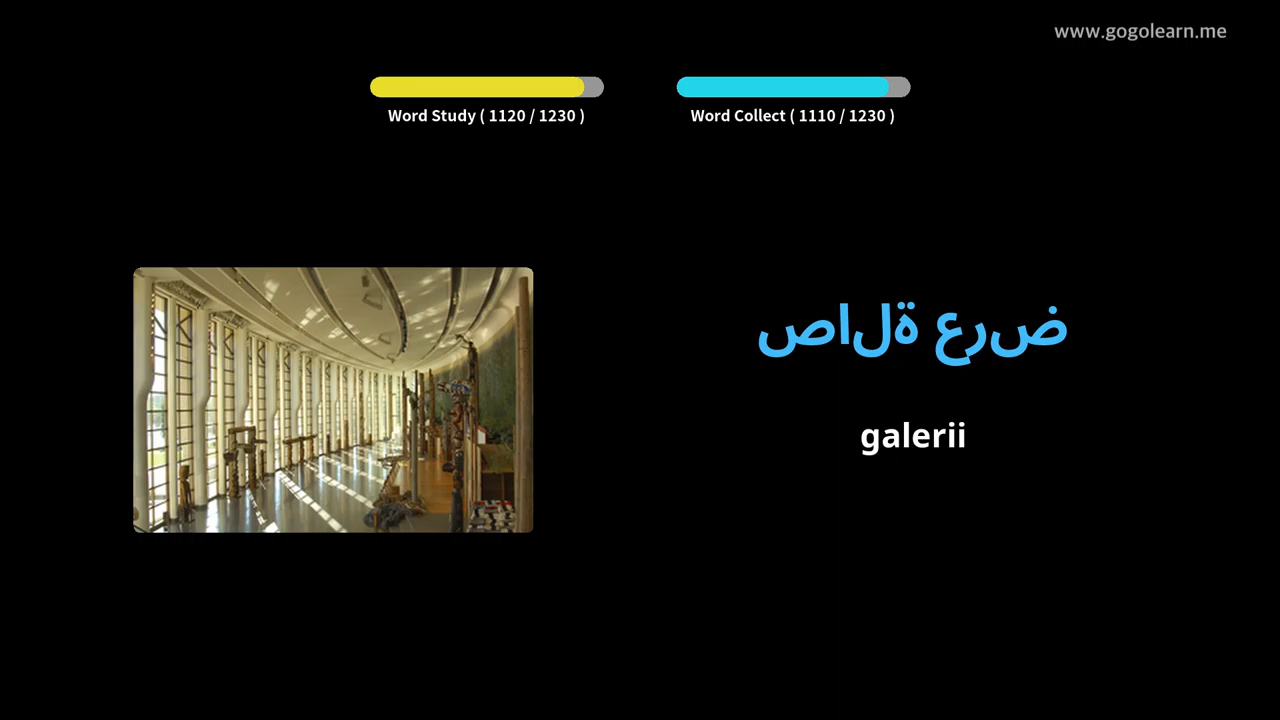 www.gogolearn.me
Word Study ( 1120 / 1230 )
Word Collect ( 1110 / 1230 )
صالة عرض
galerii